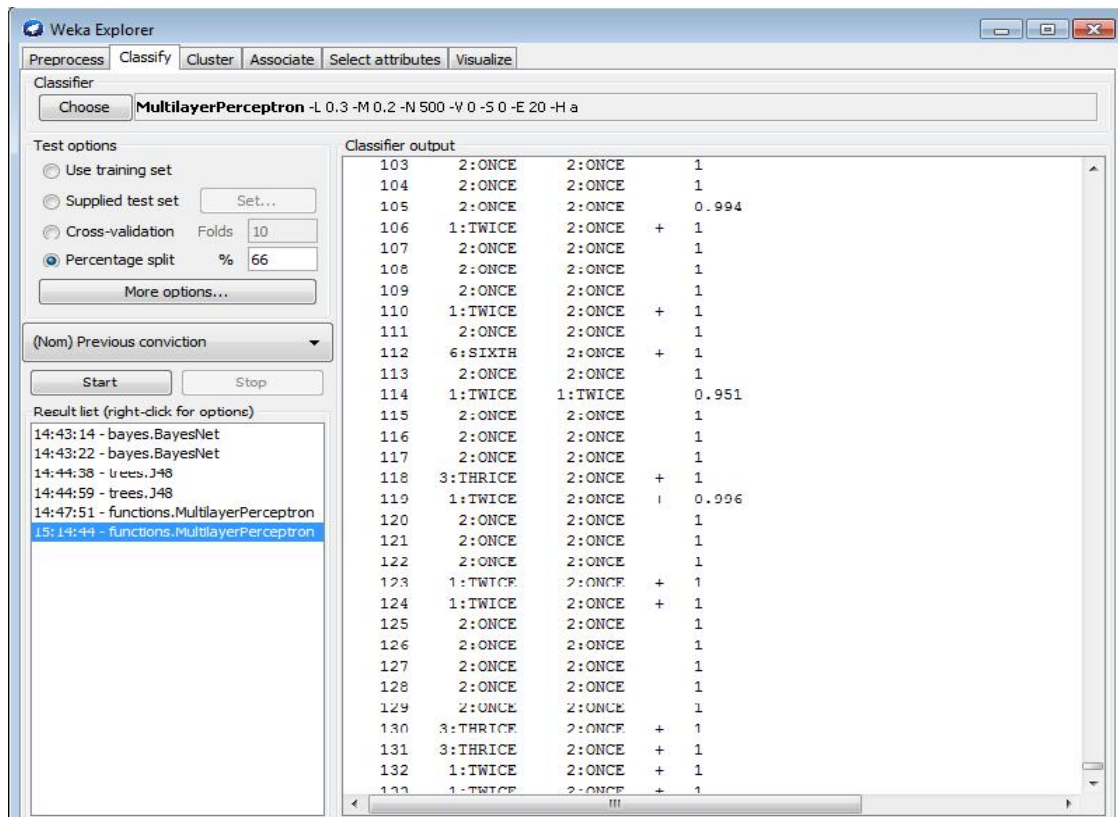 Weka Explorer
Preprocess Classify Cluster Associate Select attributes Visualize
Classifier
Choose MultilayerPerceptron -L 0.3 -M 0.2 -N 500 -V 0 -S 0 -E 20 -H a
Test options
Use training set
Supplied test set Set...
Cross-validation Folds 10
Percentage split % 66
More options...
(Nom) Previous conviction
Start Stop
Result list (right-click for options)
14:43:14 - bayes.BayesNet
14:43:22 - bayes.BayesNet
14:44:38 - trees.J48
14:44:59 - trees.J48
14:47:51 - functions.MultilayerPerceptron
15:14:44 - functions.MultilayerPerceptron
Classifier output
103 2:ONCE 2:ONCE 1
104 2:ONCE 2:ONCE 1
105 2:ONCE 2:ONCE 0.994
106 1:TWICE 2:ONCE + 1
107 2:ONCE 2:ONCE 1
108 2:ONCE 2:ONCE 1
109 2:ONCE 2:ONCE 1
110 1:TWICE 2:ONCE + 1
111 2:ONCE 2:ONCE 1
112 6:SIXTH 2:ONCE + 1
113 2:ONCE 2:ONCE 1
114 1:TWICE 1:TWICE 0.951
115 2:ONCE 2:ONCE 1
116 2:ONCE 2:ONCE 1
117 2:ONCE 2:ONCE 1
118 3:THRICE 2:ONCE + 1
119 1:TWICE 2:ONCE + 0.996
120 2:ONCE 2:ONCE 1
121 2:ONCE 2:ONCE 1
122 2:ONCE 2:ONCE 1
123 1:TWICE 2:ONCE + 1
124 1:TWICE 2:ONCE + 1
125 2:ONCE 2:ONCE 1
126 2:ONCE 2:ONCE 1
127 2:ONCE 2:ONCE 1
128 2:ONCE 2:ONCE 1
129 2:ONCE 2:ONCE 1
130 3:THRICE 2:ONCE + 1
131 3:THRICE 2:ONCE + 1
132 1:TWICE 2:ONCE + 1
133 1:TWICE 2:ONCE + 1